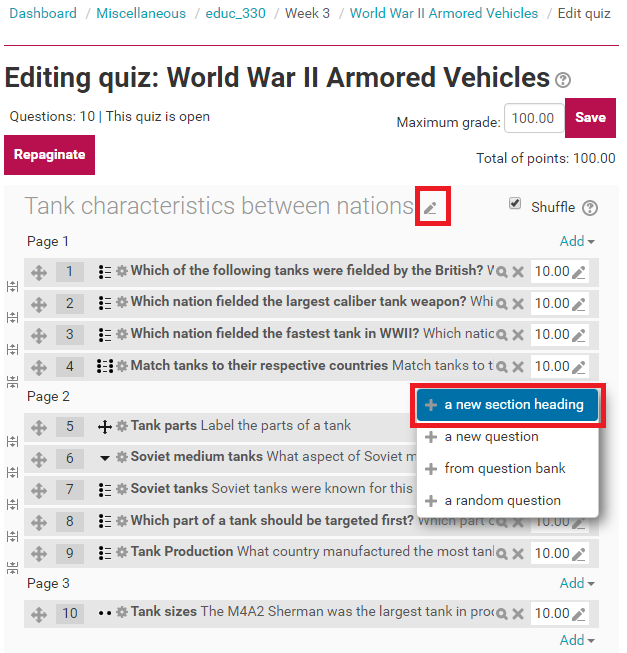 Dashboard / Miscellaneous / educ_330 / Week 3 / World War II Armored Vehicles / Edit quiz
Editing quiz: World War II Armored Vehicles
Questions: 10 | This quiz is open
Maximum grade: 100.00 Save
Repaginate
Total of points: 100.00
Tank characteristics between nations
Shuffle
Page 1 Add
1 Which of the following tanks were fielded by the British? 10.00
2 Which nation fielded the largest caliber tank weapon? Whi 10.00
3 Which nation fielded the fastest tank in WWII? Which natio 10.00
4 Match tanks to their respective countries Match tanks to t 10.00
Page 2
a new section heading
5 Tank parts Label the parts of a tank
a new question
6 Soviet medium tanks What aspect of Soviet m
from question bank
7 Soviet tanks Soviet tanks were known for this
a random question
8 Which part of a tank should be targeted first? Which part o 10.00
9 Tank Production What country manufactured the most tank 10.00
Page 3 Add
10 Tank sizes The M4A2 Sherman was the largest tank in pro 10.00
Add